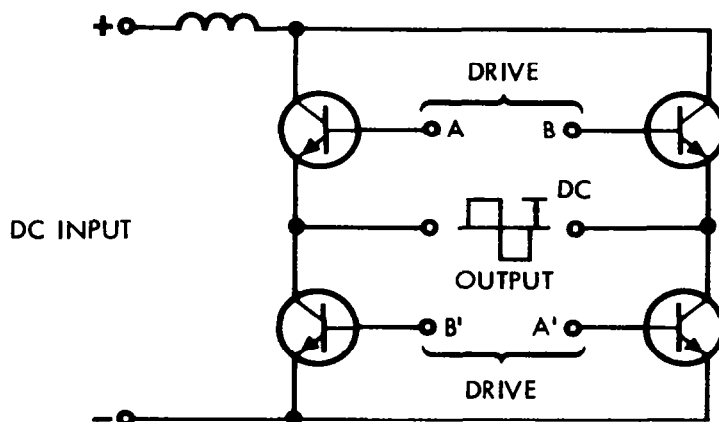 +
DRIVE
A B
DC
DC INPUT
OUTPUT
B' A'
DRIVE
-